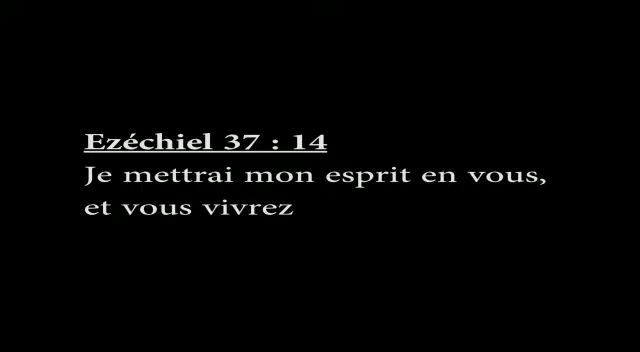 Ezéchiel 37 : 14
Je mettrai mon esprit en vous,
et vous vivrez